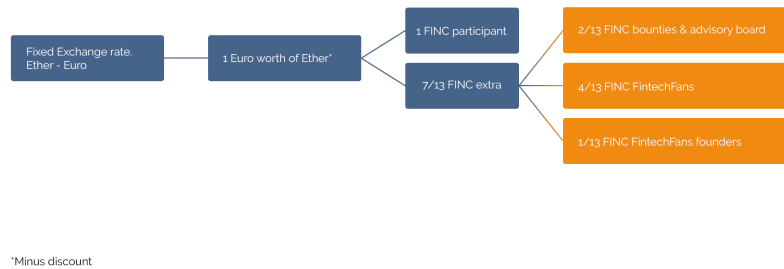 Fixed Exchange rate.
Ether - Euro
1 Euro worth of Ether*
1 FINC participant
7/13 FINC extra
2/13 FINC bounties & advisory board
4/13 FINC FintechFans
1/13 FINC FintechFans founders
*Minus discount